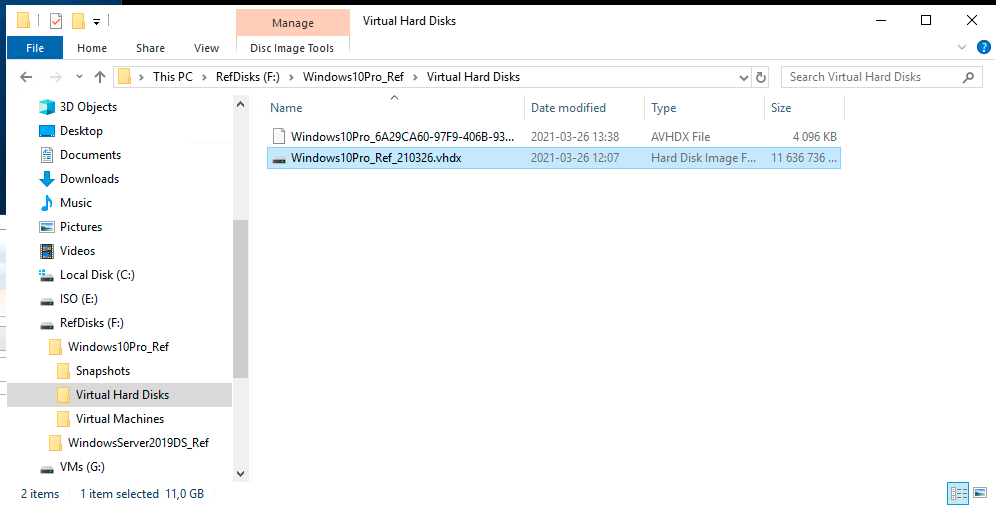 Manage
Virtual Hard Disks
File Home Share View Disc Image Tools
This PC RefDisks (F:) Windows10Pro_Ref Virtual Hard Disks
Search Virtual Hard Disks
3D Objects
Desktop
Documents
Downloads
Music
Pictures
Videos
Local Disk (C:)
ISO (E:)
RefDisks (F:)
Windows10Pro_Ref
Snapshots
Virtual Hard Disks
Virtual Machines
WindowsServer2019DS_Ref
VMs (G:)
Name Date modified Type Size
Windows10Pro_6A29CA60-97F9-406B-93... 2021-03-26 13:38 AVHDX File 4 096 KB
Windows10Pro_Ref_210326.vhdx 2021-03-26 12:07 Hard Disk Image F... 11 636 736 ...
2 items 1 item selected 11,0 GB